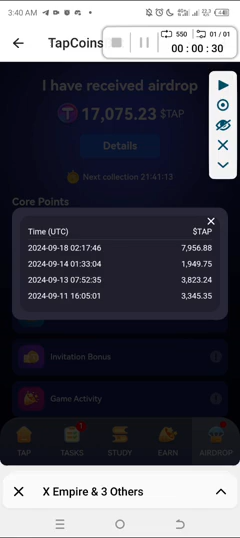 3:40 AM
TapCoins
550
01 / 01
00 : 00 : 30
I have received airdrop
17,075.23 $TAP
Details
Next collection 21:41:13
Core Points
Time (UTC) $TAP
2024-09-18 02:17:46 7,956.88
2024-09-14 01:33:04 1,949.75
2024-09-13 07:52:35 3,823.24
2024-09-11 16:05:01 3,345.35
Invitation Bonus
Game Activity
1
TAP TASKS STUDY EARN AIRDROP
X Empire & 3 Others